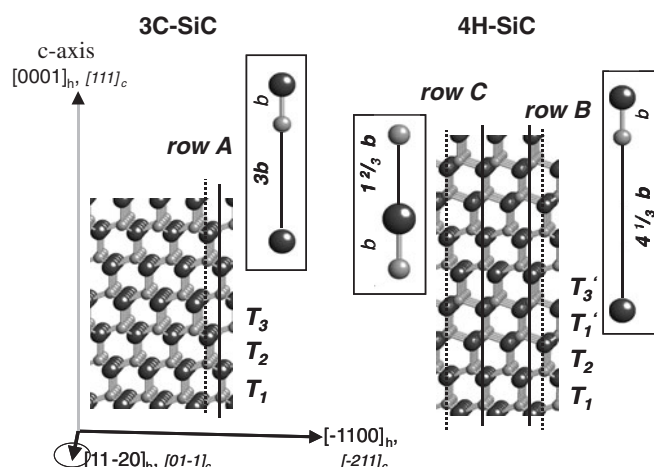 3C-SiC
4H-SiC
c-axis
[0001]h, [111]c
row A
b
3b
T3
T2
T1
row C
row B
1 2/3 b
b
b
4 1/3 b
T3'
T1'
T2
T1
[-1100]h,
[-211]c
[11-20]h, [01-1]c